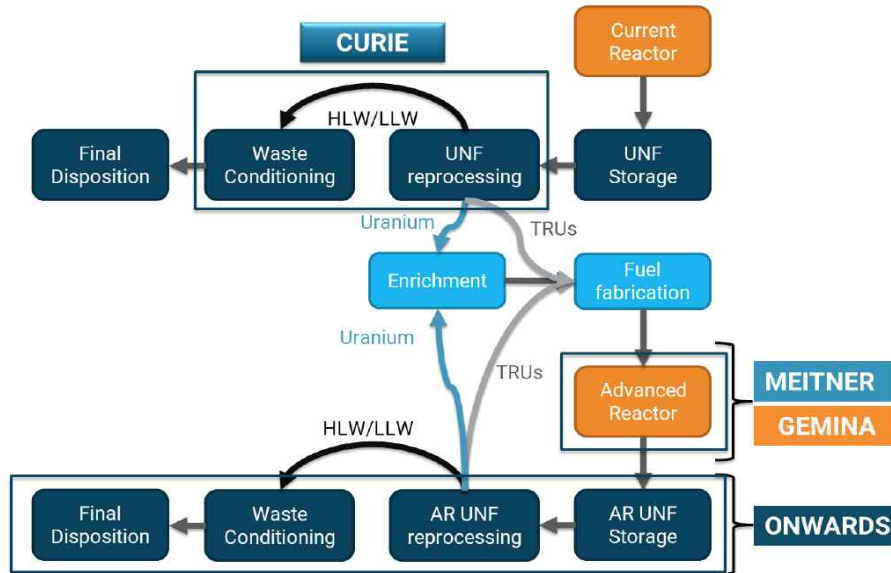 CURIE
Current
Reactor
HLW/LLW
Final
Disposition
Waste
Conditioning
UNF
reprocessing
UNF
Storage
Uranium
TRUs
Enrichment
Fuel
fabrication
Uranium
TRUs
Advanced
Reactor
MEITNER
GEMINA
HLW/LLW
Final
Disposition
Waste
Conditioning
AR UNF
reprocessing
AR UNF
Storage
ONWARDS